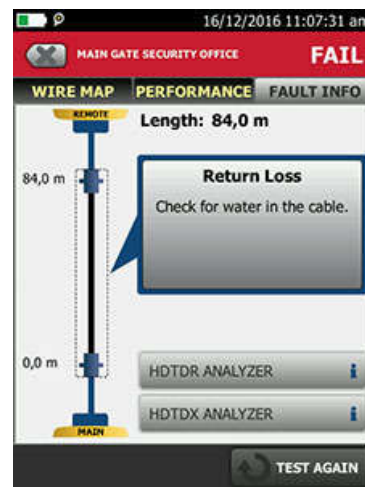 16/12/2016 11:07:31 an
MAIN GATE SECURITY OFFICE FAIL
WIRE MAP PERFORMANCE FAULT INFO
REMOTE
Length: 84,0 m
84,0 m
Return Loss
Check for water in the cable.
0,0 m
HDTDR ANALYZER i
HDTDX ANALYZER i
MAIN
TEST AGAIN